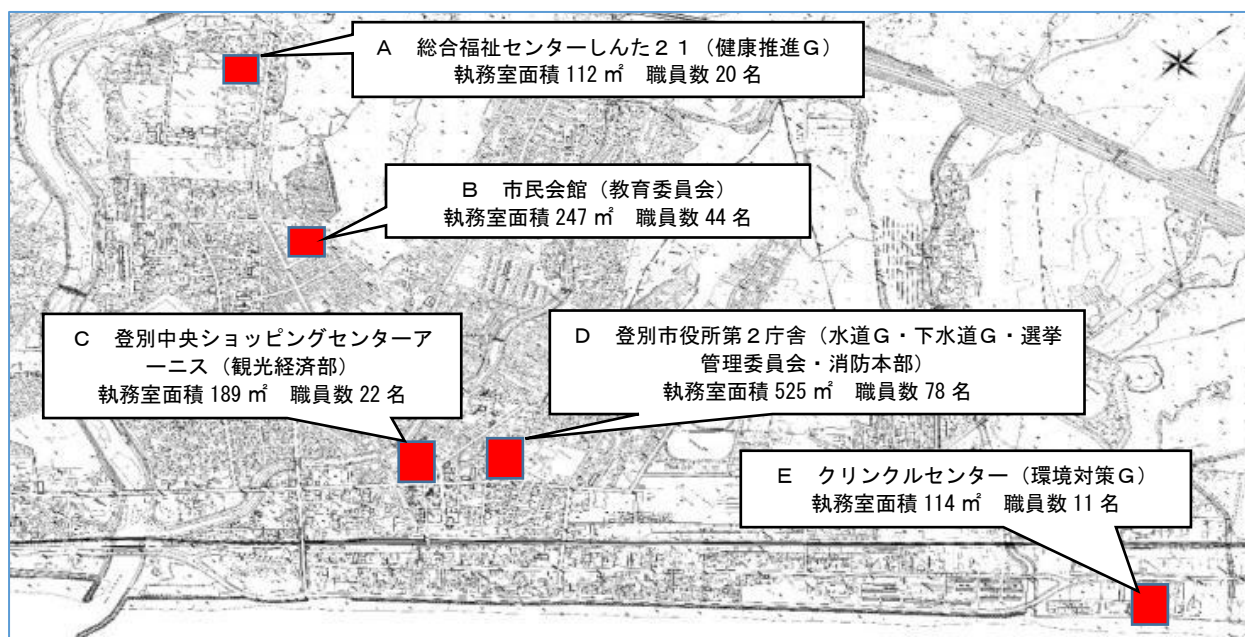 A　総合福祉センターしんた２１（健康推進Ｇ）
執務室面積 112 ㎡　職員数 20 名
B　市民会館（教育委員会）
執務室面積 247 ㎡　職員数 44 名
C　登別中央ショッピングセンターア
ーニス（観光経済部）
執務室面積 189 ㎡　職員数 22 名
D　登別市役所第２庁舎（水道Ｇ・下水道Ｇ・選挙
管理委員会・消防本部）
執務室面積 525 ㎡　職員数 78 名
E　クリンクルセンター（環境対策Ｇ）
執務室面積 114 ㎡　職員数 11 名